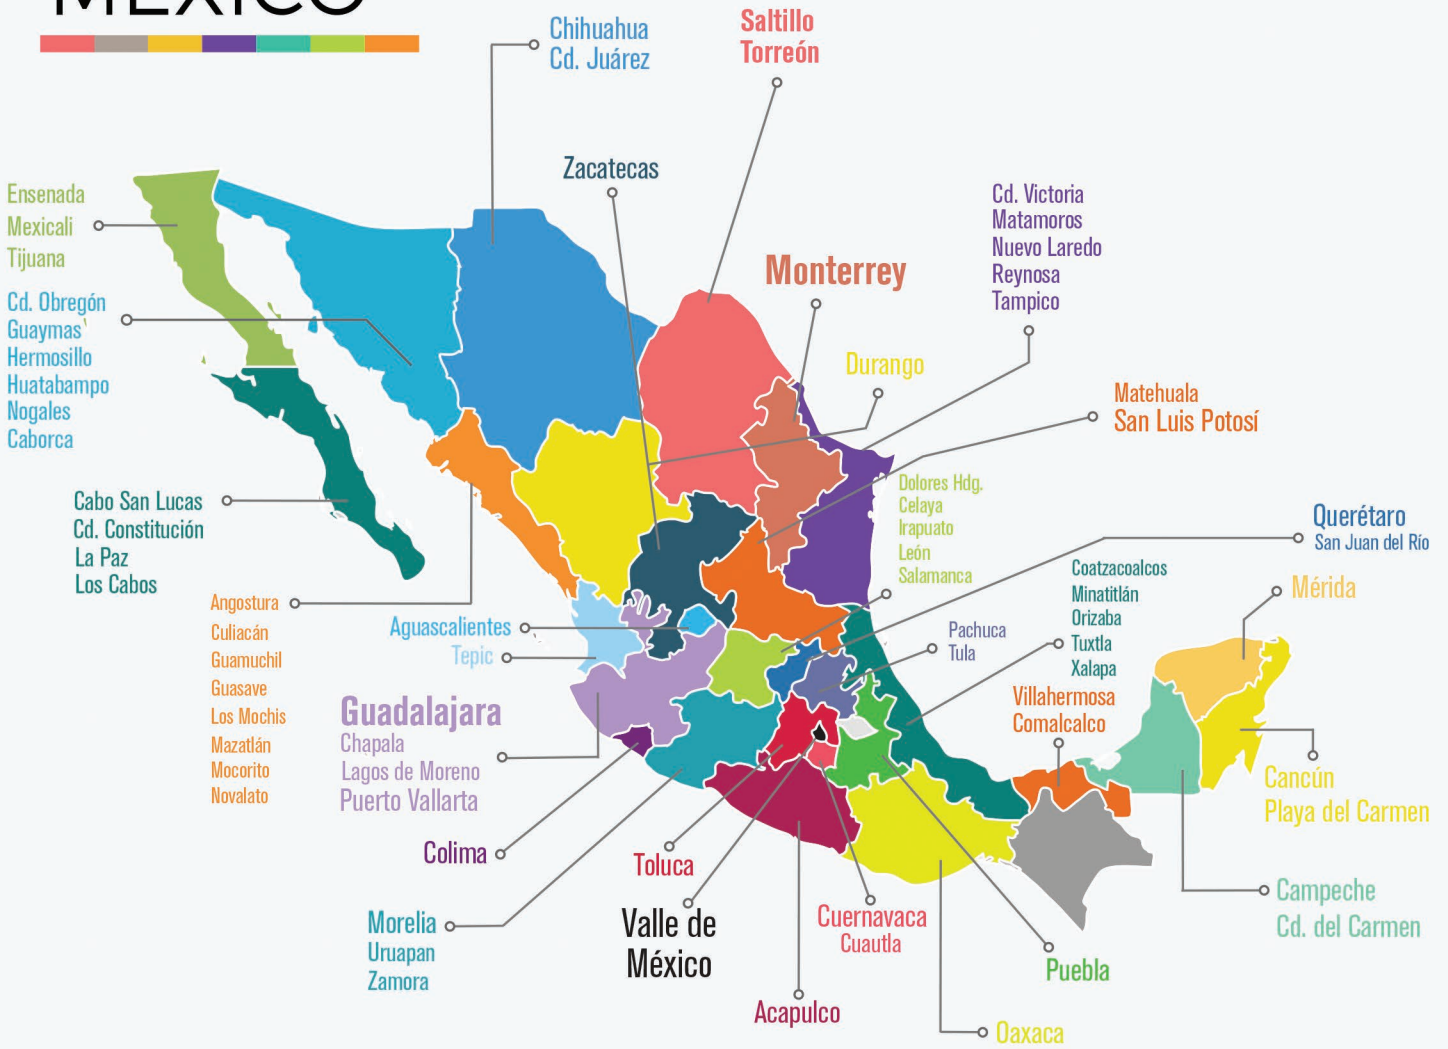 MÉXICO
Chihuahua
Cd. Juárez
Saltillo
Torreón
Zacatecas
Ensenada
Mexicali
Tijuana
Cd. Victoria
Matamoros
Nuevo Laredo
Reynosa
Tampico
Monterrey
Cd. Obregón
Guaymas
Hermosillo
Huatabampo
Nogales
Caborca
Durango
Matehuala
San Luis Potosí
Cabo San Lucas
Cd. Constitución
La Paz
Los Cabos
Dolores Hdg.
Celaya
Irapuato
León
Salamanca
Querétaro
San Juan del Río
Coatzacoalcos
Minatitlán
Orizaba
Tuxtla
Xalapa
Mérida
Angostura
Culiacán
Guamuchil
Guasave
Los Mochis
Mazatlán
Mocorito
Novalato
Aguascalientes
Tepic
Pachuca
Tula
Guadalajara
Chapala
Lagos de Moreno
Puerto Vallarta
Villahermosa
Comalcalco
Cancún
Playa del Carmen
Colima
Toluca
Morelia
Uruapan
Zamora
Valle de
México
Cuernavaca
Cuautla
Campeche
Cd. del Carmen
Puebla
Acapulco
Oaxaca